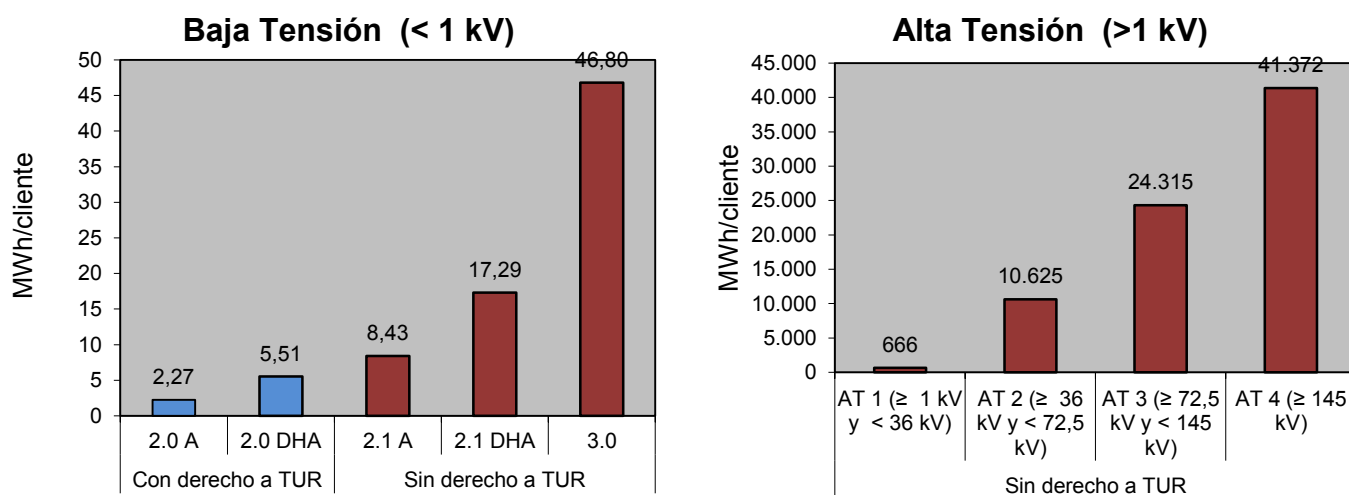 Baja Tensión (< 1 kV)
MWh/cliente
50
45
40
35
30
25
20
15
10
5
0
2,27
5,51
8,43
17,29
46,80
2.0 A
2.0 DHA
2.1 A
2.1 DHA
3.0
Con derecho a TUR
Sin derecho a TUR
Alta Tensión (>1 kV)
MWh/cliente
45.000
40.000
35.000
30.000
25.000
20.000
15.000
10.000
5.000
0
666
10.625
24.315
41.372
AT 1 (≥ 1 kV
y < 36 kV)
AT 2 (≥ 36
kV y < 72,5
kV)
AT 3 (≥ 72,5
kV y < 145
kV)
AT 4 (≥ 145
kV)
Sin derecho a TUR